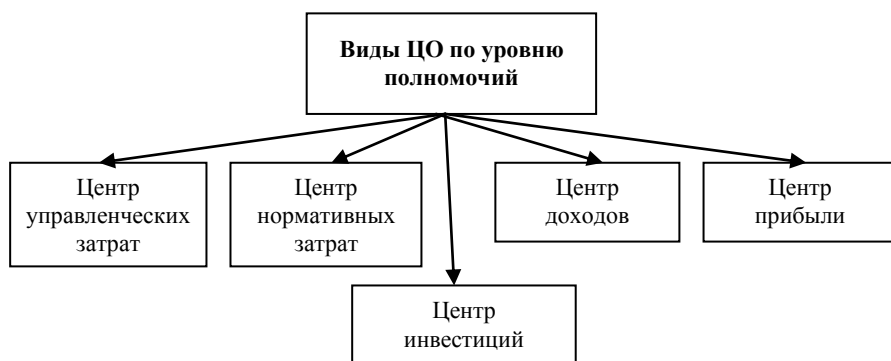 Виды ЦО по уровню
полномочий
Центр
управленческих
затрат
Центр
нормативных
затрат
Центр
доходов
Центр
прибыли
Центр
инвестиций